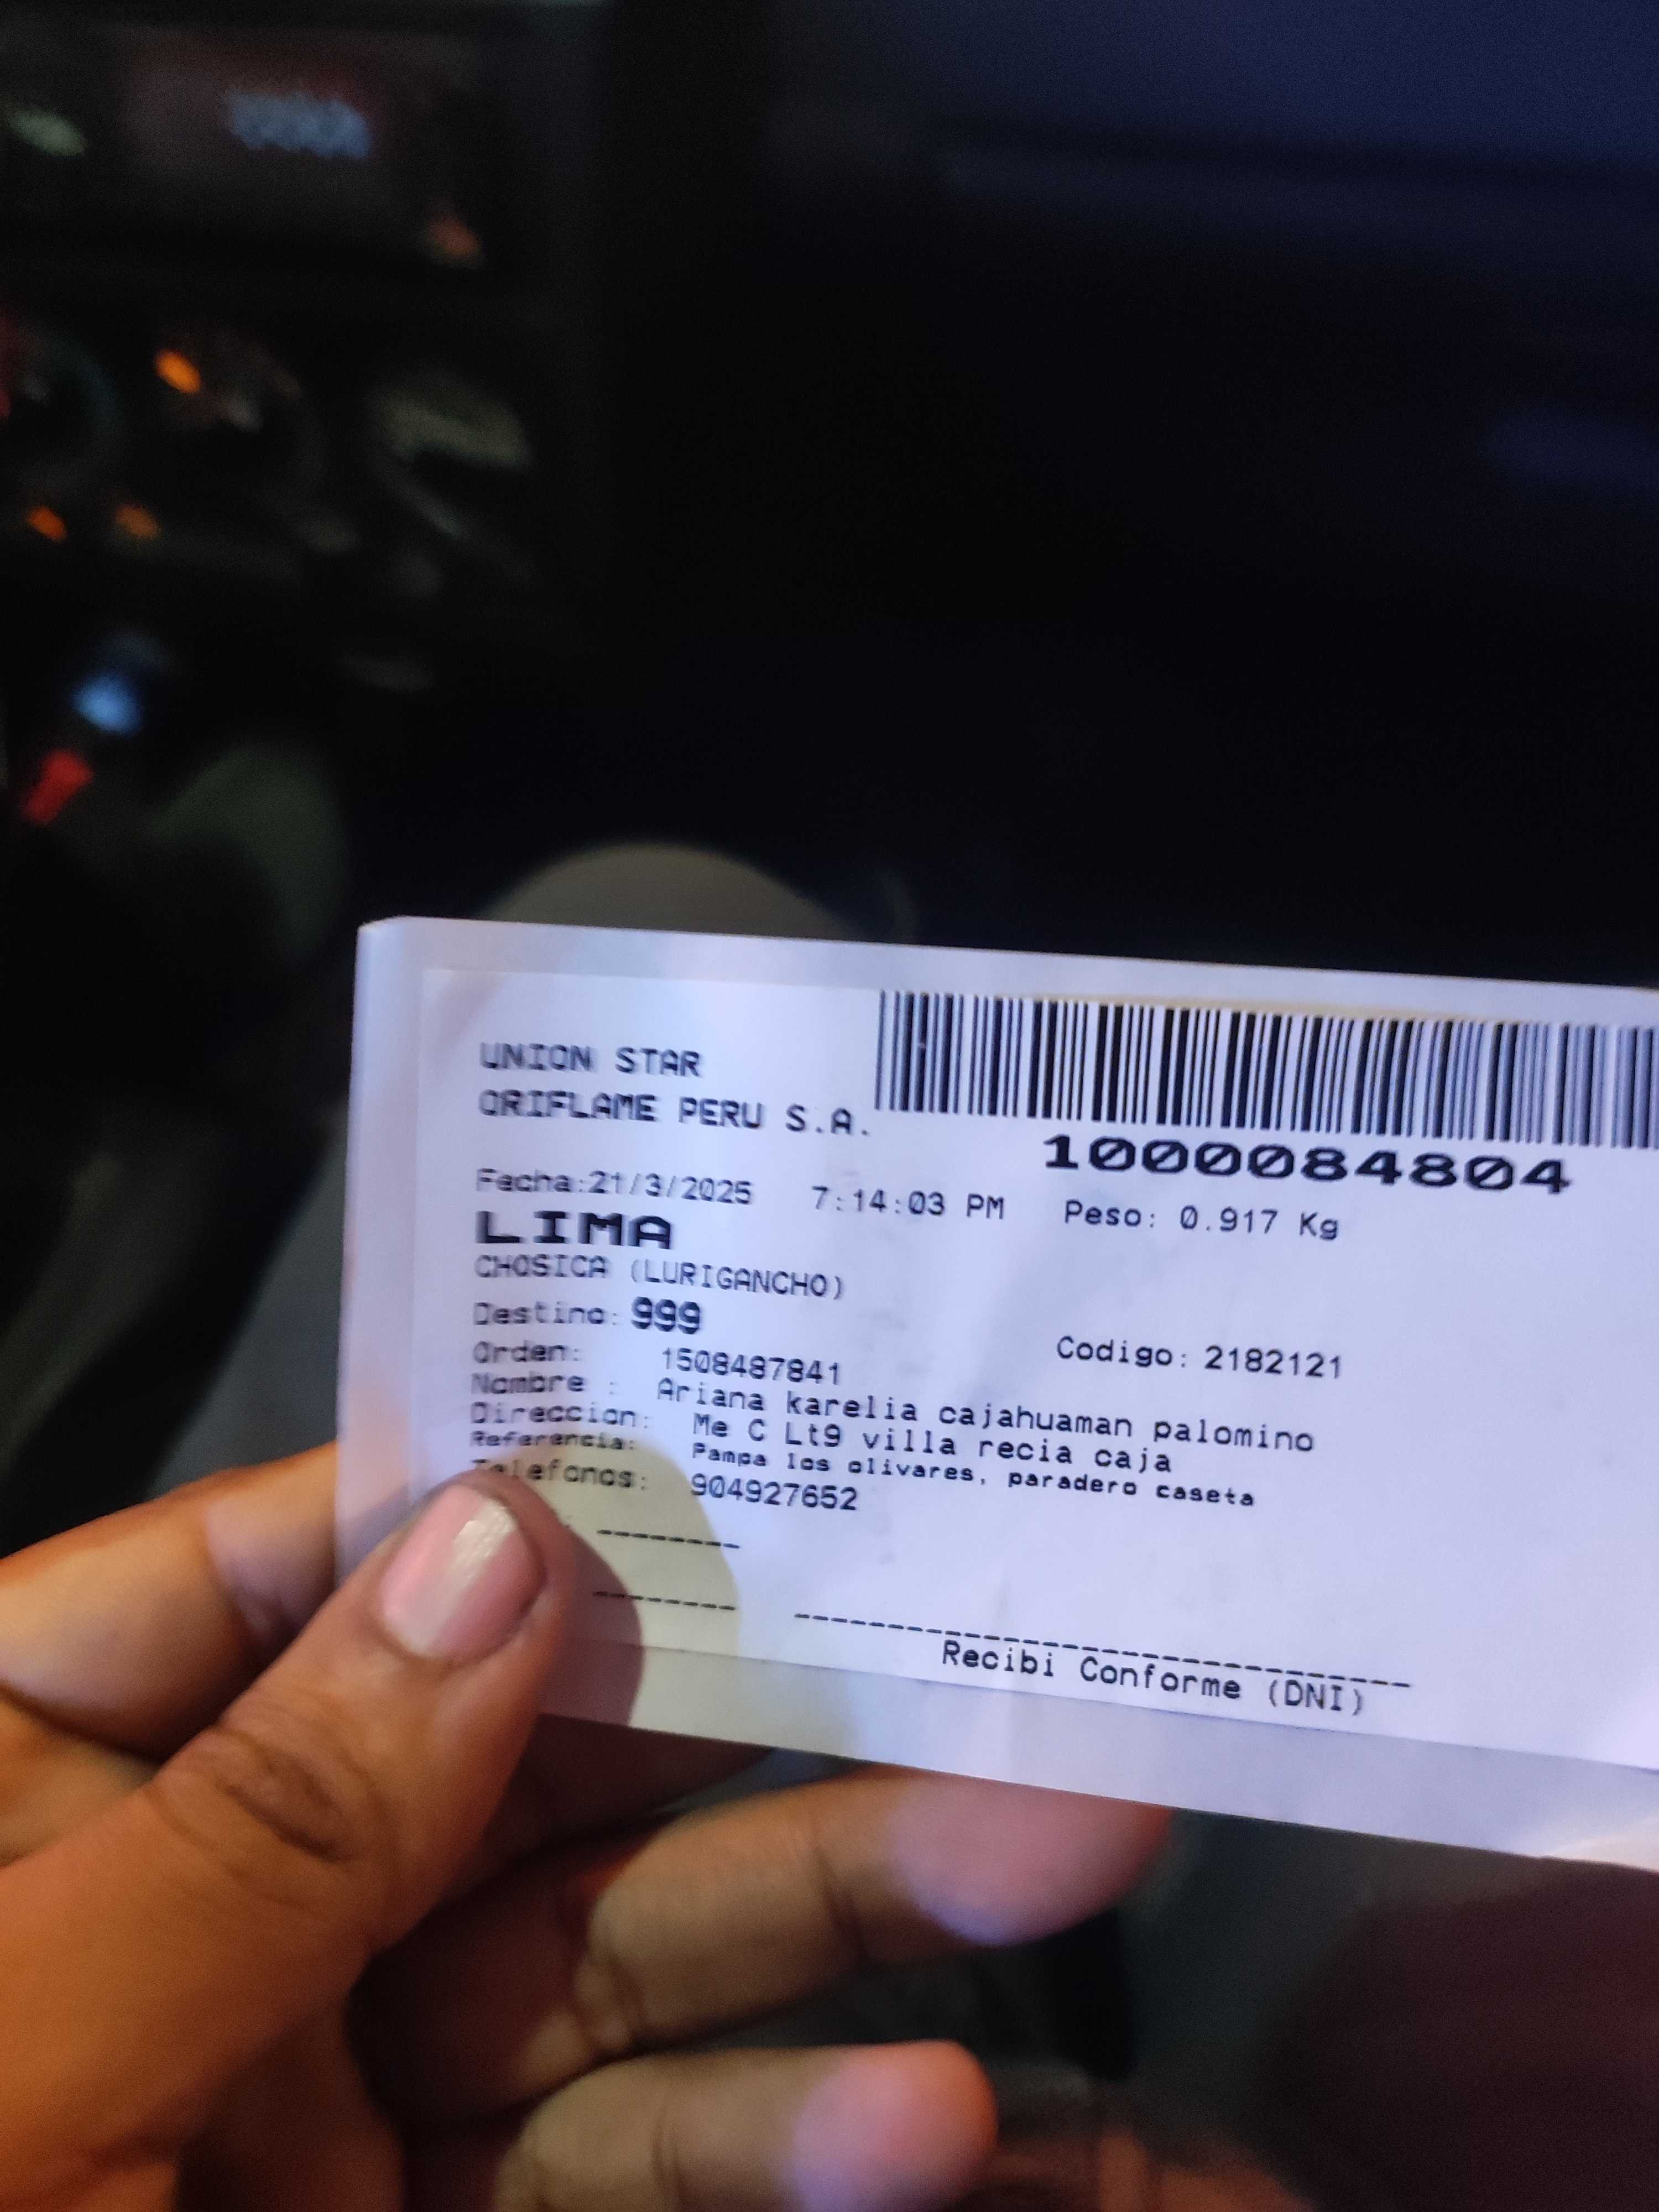 UNION STAR
ORIFLAME PERU S.A.
1000084804
Fecha:21/3/2025 7:14:03 PM Peso: 0.917 Kg
LIMA
CHOSICA (LURIGANCHO)
Destino: 999
Codigo: 2182121
Orden: 1508487841
Nombre : Ariana karelia cajahuaman palomino
Direccion: Me C Lt9 villa recia caja
Referencia: Pampa los olivares, paradero caseta
Telefonos: 904927652
Recibi Conforme (DNI)